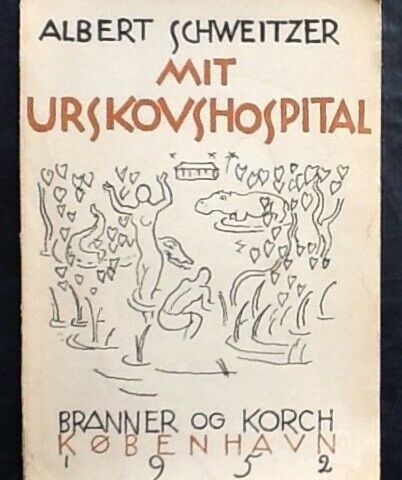 ALBERT SCHWEITZER
MIT
URSKOVSHOSPITAL
BRANNER OG KORCH
KØBENHAVN
1952